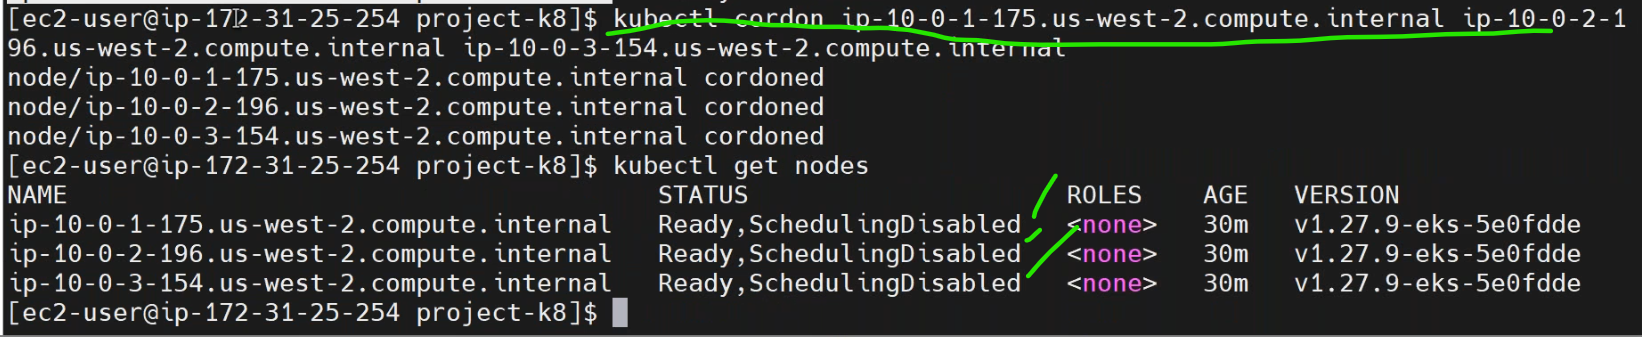 [ec2-user@ip-172-31-25-254 project-k8]$ kubectl cordon ip-10-0-1-175.us-west-2.compute.internal ip-10-0-2-1
96.us-west-2.compute.internal ip-10-0-3-154.us-west-2.compute.internal
node/ip-10-0-1-175.us-west-2.compute.internal cordoned
node/ip-10-0-2-196.us-west-2.compute.internal cordoned
node/ip-10-0-3-154.us-west-2.compute.internal cordoned
[ec2-user@ip-172-31-25-254 project-k8]$ kubectl get nodes
NAME STATUS ROLES AGE VERSION
ip-10-0-1-175.us-west-2.compute.internal Ready,SchedulingDisabled <none> 30m v1.27.9-eks-5e0fdde
ip-10-0-2-196.us-west-2.compute.internal Ready,SchedulingDisabled <none> 30m v1.27.9-eks-5e0fdde
ip-10-0-3-154.us-west-2.compute.internal Ready,SchedulingDisabled <none> 30m v1.27.9-eks-5e0fdde
[ec2-user@ip-172-31-25-254 project-k8]$